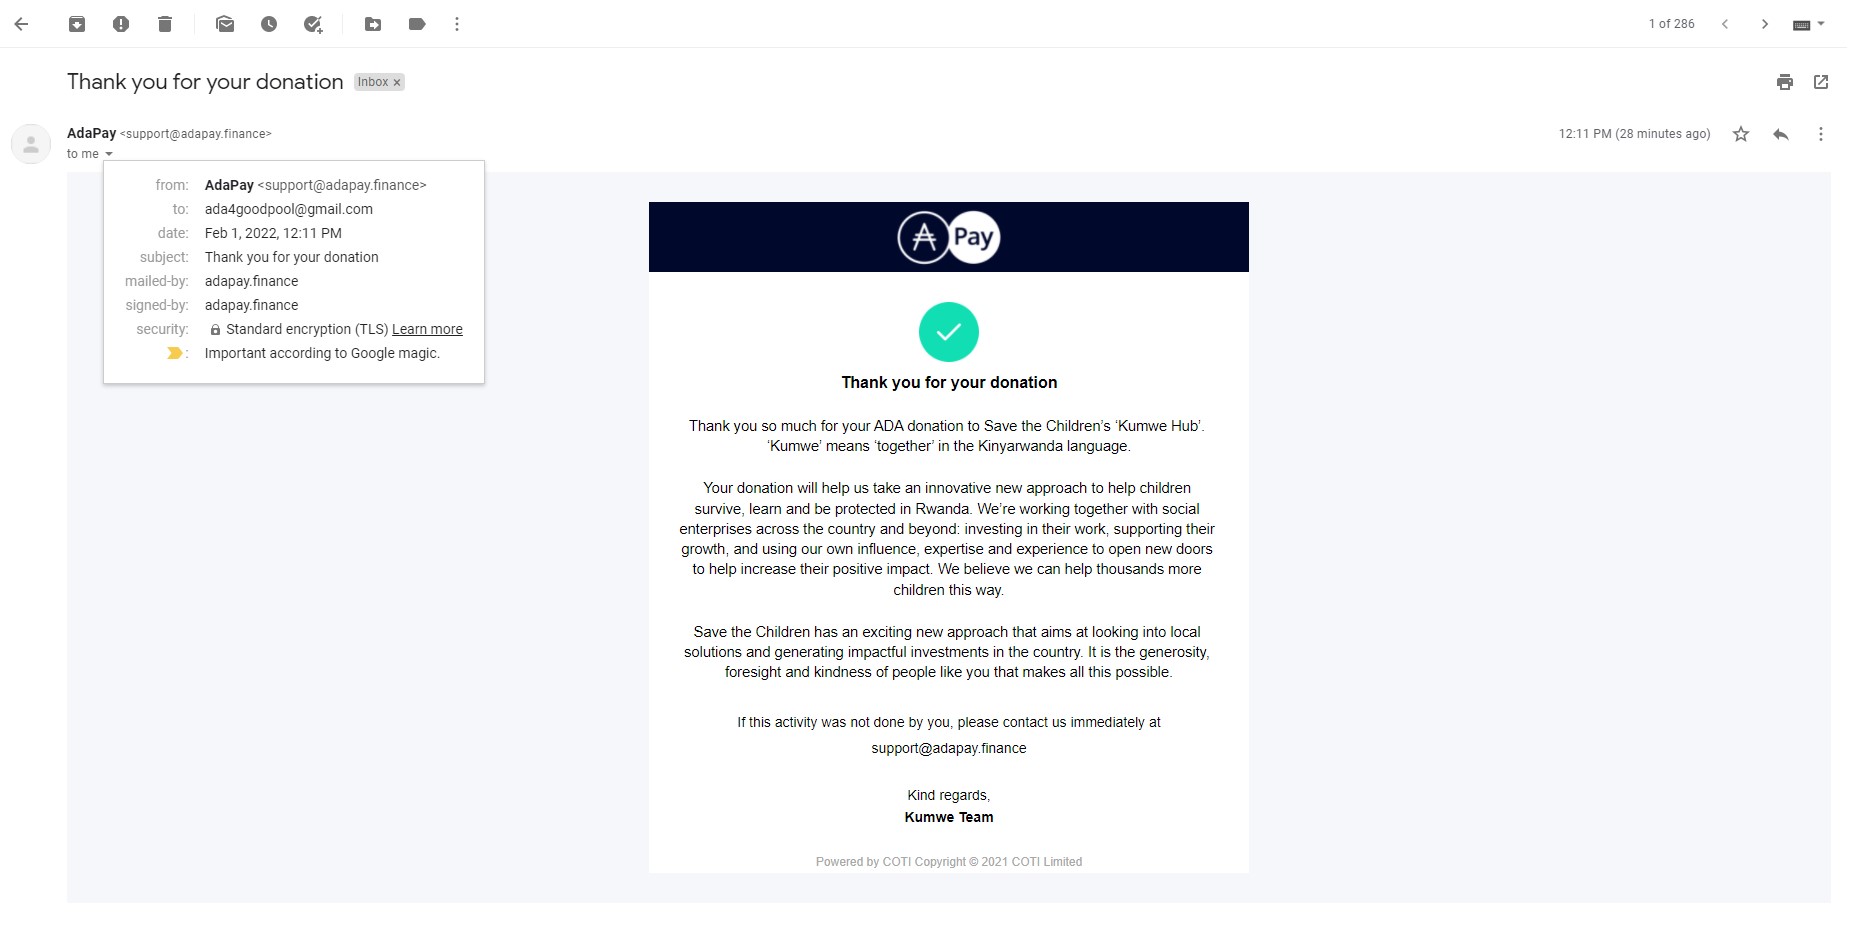 1 of 286
Thank you for your donation Inbox ×
AdaPay <support@adapay.finance>
12:11 PM (28 minutes ago)
to me
from: AdaPay <support@adapay.finance>
to: ada4goodpool@gmail.com
date: Feb 1, 2022, 12:11 PM
subject: Thank you for your donation
mailed-by: adapay.finance
signed-by: adapay.finance
security: Standard encryption (TLS) Learn more
: Important according to Google magic.
Pay
Thank you for your donation
Thank you so much for your ADA donation to Save the Children’s ‘Kumwe Hub’.
‘Kumwe’ means ‘together’ in the Kinyarwanda language.
Your donation will help us take an innovative new approach to help children
survive, learn and be protected in Rwanda. We’re working together with social
enterprises across the country and beyond: investing in their work, supporting their
growth, and using our own influence, expertise and experience to open new doors
to help increase their positive impact. We believe we can help thousands more
children this way.
Save the Children has an exciting new approach that aims at looking into local
solutions and generating impactful investments in the country. It is the generosity,
foresight and kindness of people like you that makes all this possible.
If this activity was not done by you, please contact us immediately at
support@adapay.finance
Kind regards,
Kumwe Team
Powered by COTI Copyright © 2021 COTI Limited